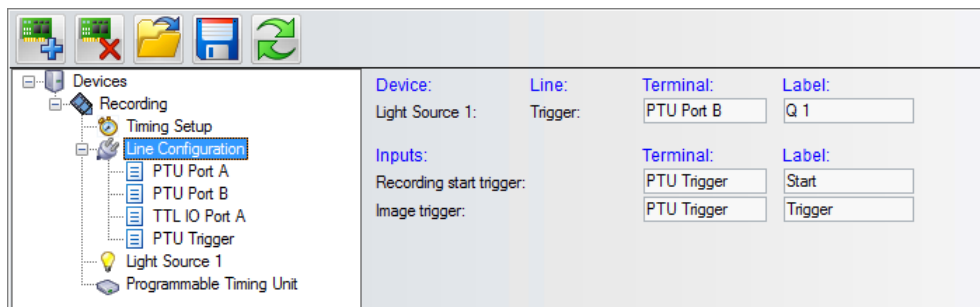 Devices
Recording
Timing Setup
Line Configuration
PTU Port A
PTU Port B
TTL IO Port A
PTU Trigger
Light Source 1
Programmable Timing Unit
Device: Line: Terminal: Label:
Light Source 1: Trigger: PTU Port B Q 1
Inputs: Terminal: Label:
Recording start trigger: PTU Trigger Start
Image trigger: PTU Trigger Trigger